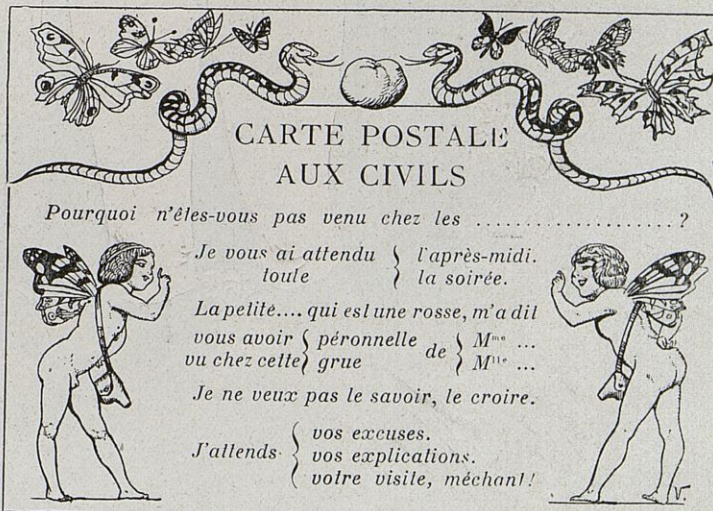 CARTE POSTALE
AUX CIVILS
Pourquoi n'êtes-vous pas venu chez les ....................?
Je vous ai attendu } l'après-midi.
toute } la soirée.
La petite.... qui est une rosse, m'a dit
vous avoir { péronnelle de { Mme ...
vu chez cette { grue { Mlle ...
Je ne veux pas le savoir, le croire.
J'attends { vos excuses.
vos explications.
votre visite, méchant!
V.